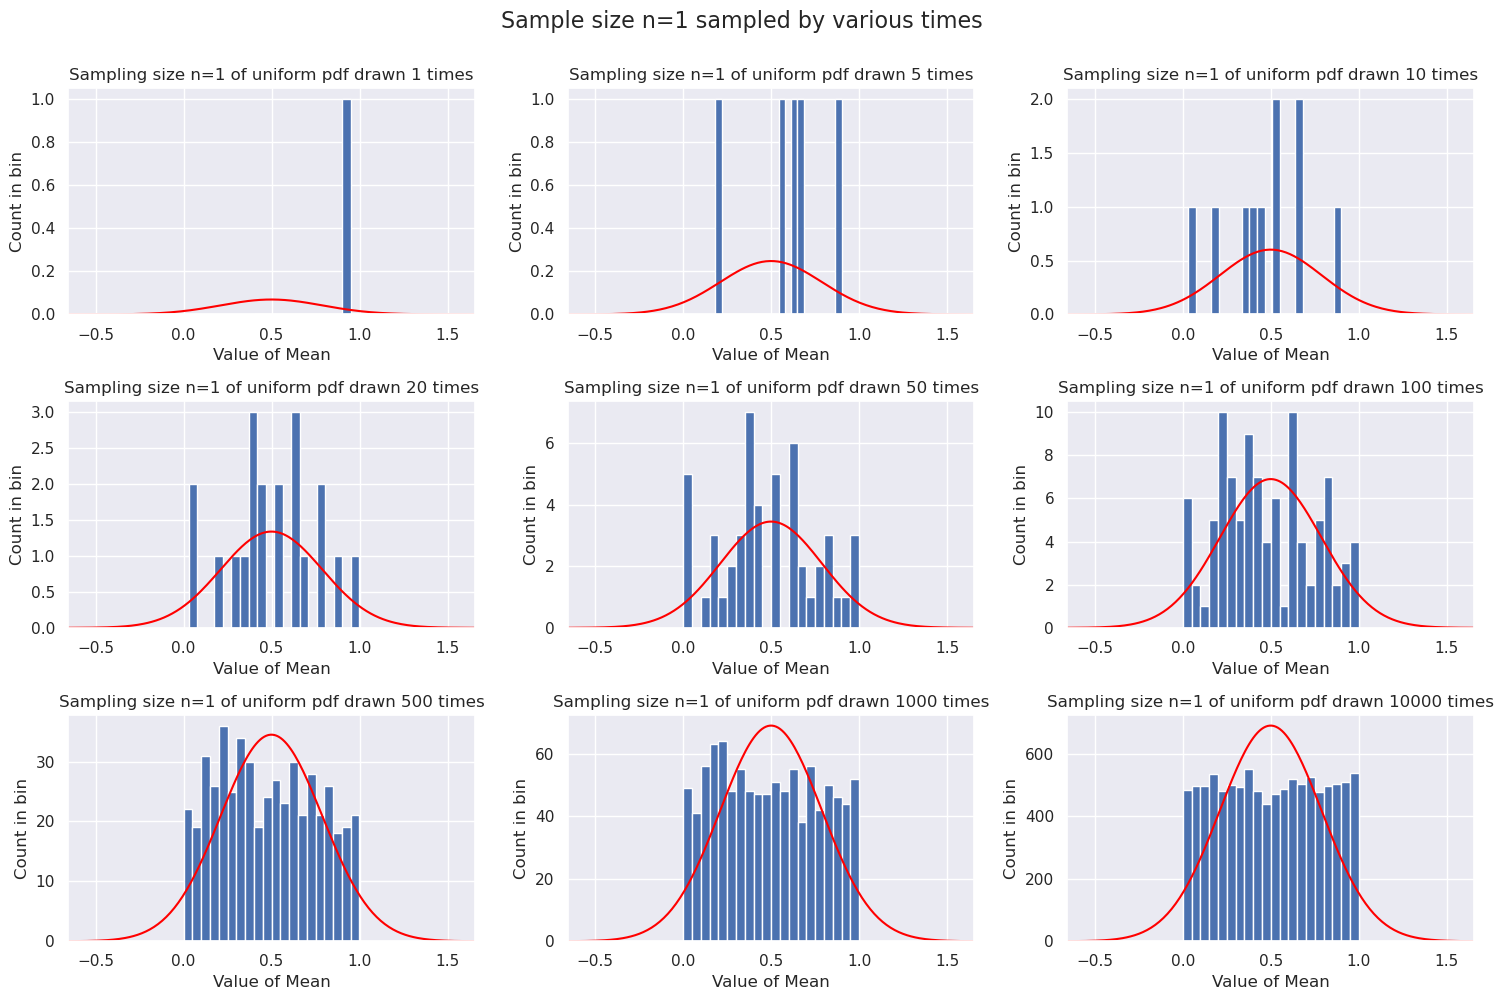 Sample size n=1 sampled by various times
Sampling size n=1 of uniform pdf drawn 1 times
1.0
0.8
0.6
0.4
0.2
0.0
Count in bin
−0.5 0.0 0.5 1.0 1.5
Value of Mean
Sampling size n=1 of uniform pdf drawn 5 times
1.0
0.8
0.6
0.4
0.2
0.0
Count in bin
−0.5 0.0 0.5 1.0 1.5
Value of Mean
Sampling size n=1 of uniform pdf drawn 10 times
2.0
1.5
1.0
0.5
0.0
Count in bin
−0.5 0.0 0.5 1.0 1.5
Value of Mean
Sampling size n=1 of uniform pdf drawn 20 times
3.0
2.5
2.0
1.5
1.0
0.5
0.0
Count in bin
−0.5 0.0 0.5 1.0 1.5
Value of Mean
Sampling size n=1 of uniform pdf drawn 50 times
6
4
2
0
Count in bin
−0.5 0.0 0.5 1.0 1.5
Value of Mean
Sampling size n=1 of uniform pdf drawn 100 times
10
8
6
4
2
0
Count in bin
−0.5 0.0 0.5 1.0 1.5
Value of Mean
Sampling size n=1 of uniform pdf drawn 500 times
30
20
10
0
Count in bin
−0.5 0.0 0.5 1.0 1.5
Value of Mean
Sampling size n=1 of uniform pdf drawn 1000 times
60
40
20
0
Count in bin
−0.5 0.0 0.5 1.0 1.5
Value of Mean
Sampling size n=1 of uniform pdf drawn 10000 times
600
400
200
0
Count in bin
−0.5 0.0 0.5 1.0 1.5
Value of Mean